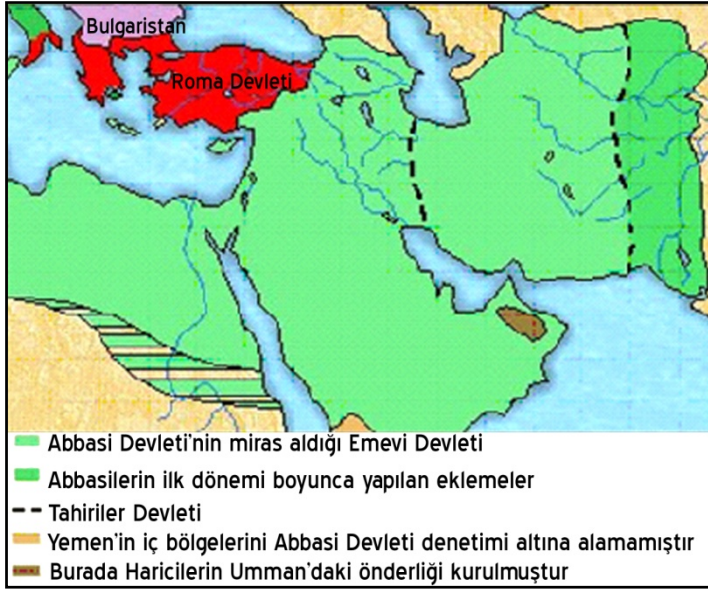 Bulgaristan
Roma Devleti
Abbasi Devleti'nin miras aldığı Emevi Devleti
Abbasilerin ilk dönemi boyunca yapılan eklemeler
Tahiriler Devleti
Yemen'in iç bölgelerini Abbasi Devleti denetimi altına alamamıştır
Burada Haricilerin Umman'daki önderliği kurulmuştur